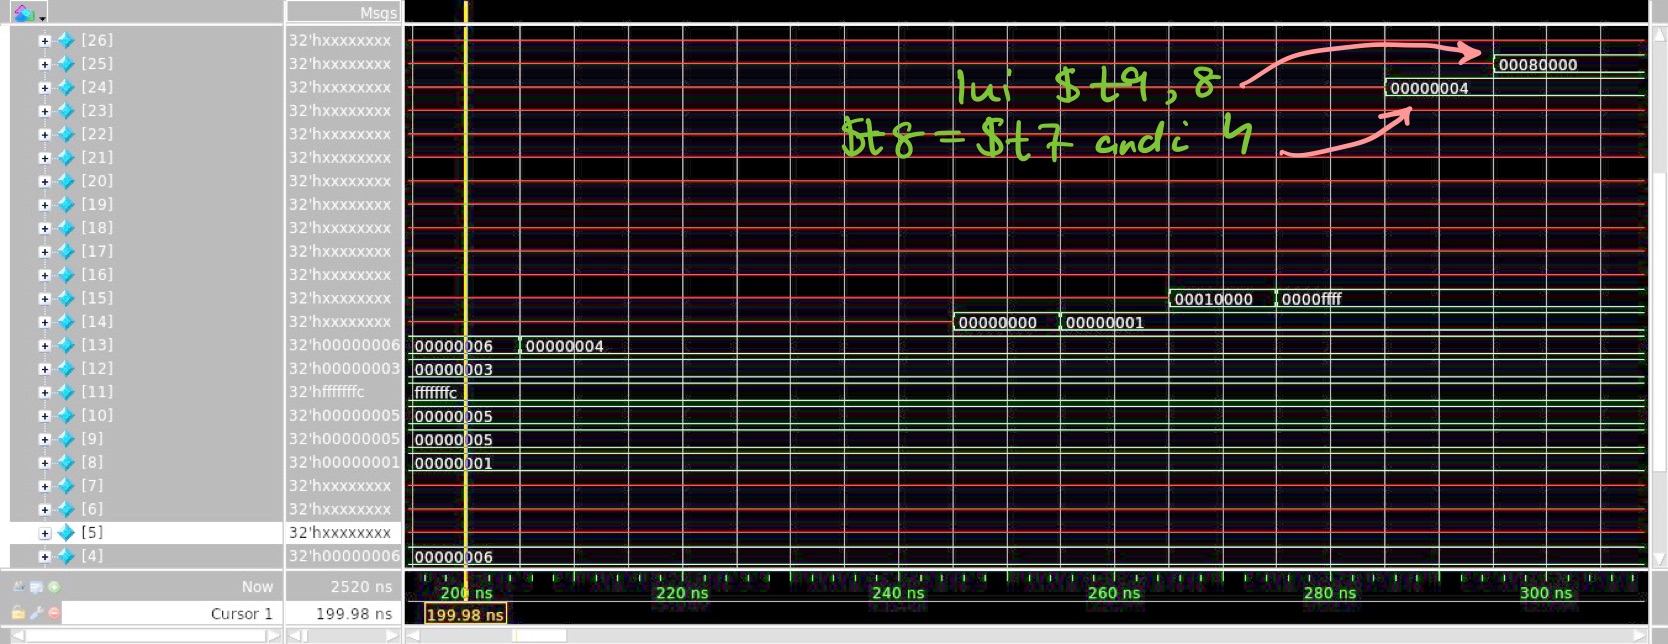 Msgs
[26] 32'hxxxxxxxx
[25] 32'hxxxxxxxx 00080000
[24] 32'hxxxxxxxx 00000004
lui $t9, 8
[23] 32'hxxxxxxxx
[22] 32'hxxxxxxxx
$t8 = $t7 andi 4
[21] 32'hxxxxxxxx
[20] 32'hxxxxxxxx
[19] 32'hxxxxxxxx
[18] 32'hxxxxxxxx
[17] 32'hxxxxxxxx
[16] 32'hxxxxxxxx
[15] 32'hxxxxxxxx 00010000 0000ffff
[14] 32'hxxxxxxxx 00000000 00000001
[13] 32'h00000006 00000006 00000004
[12] 32'h00000003 00000003
[11] 32'hfffffffc fffffffc
[10] 32'h00000005 00000005
[9] 32'h00000005 00000005
[8] 32'h00000001 00000001
[7] 32'hxxxxxxxx
[6] 32'hxxxxxxxx
[5] 32'hxxxxxxxx
[4] 32'h00000006 00000006
Now 2520 ns 200 ns 220 ns 240 ns 260 ns 280 ns 300 ns
Cursor 1 199.98 ns 199.98 ns